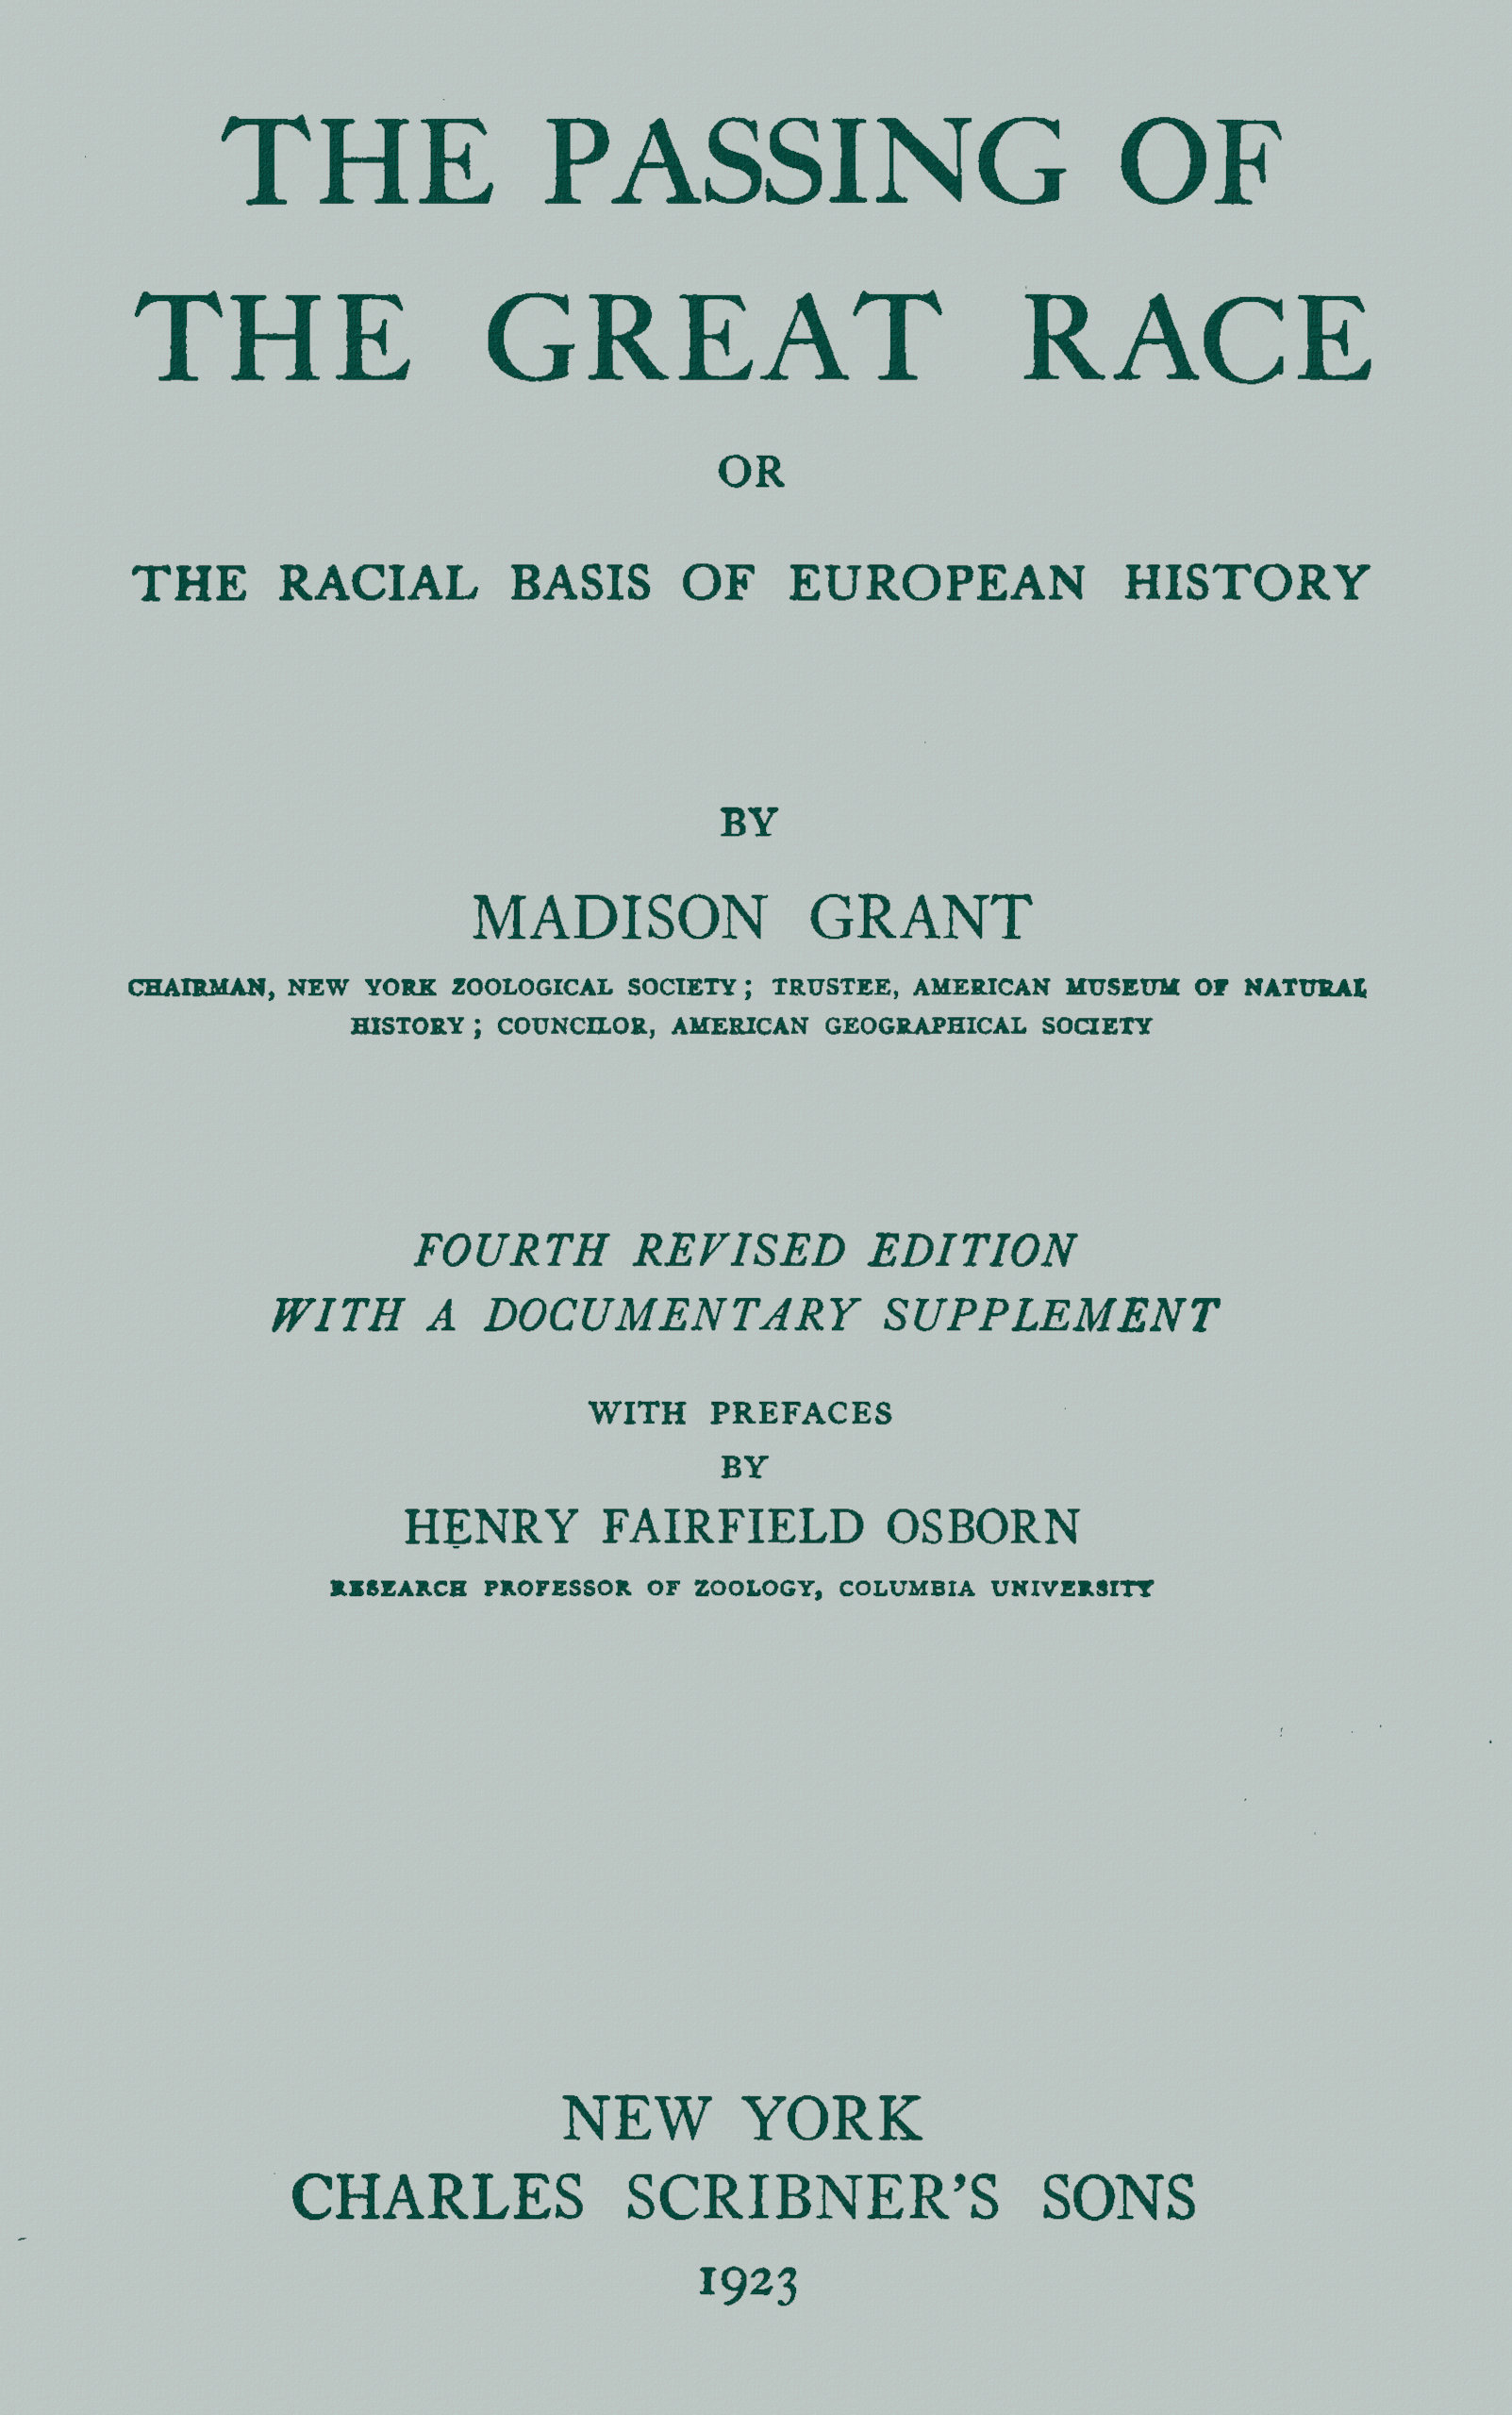 THE PASSING OF
THE GREAT RACE
OR
THE RACIAL BASIS OF EUROPEAN HISTORY
BY
MADISON GRANT
CHAIRMAN, NEW YORK ZOOLOGICAL SOCIETY; TRUSTEE, AMERICAN MUSEUM OF NATURAL
HISTORY; COUNCILOR, AMERICAN GEOGRAPHICAL SOCIETY
FOURTH REVISED EDITION
WITH A DOCUMENTARY SUPPLEMENT
WITH PREFACES
BY
HENRY FAIRFIELD OSBORN
RESEARCH PROFESSOR OF ZOOLOGY, COLUMBIA UNIVERSITY
NEW YORK
CHARLES SCRIBNER'S SONS
1923